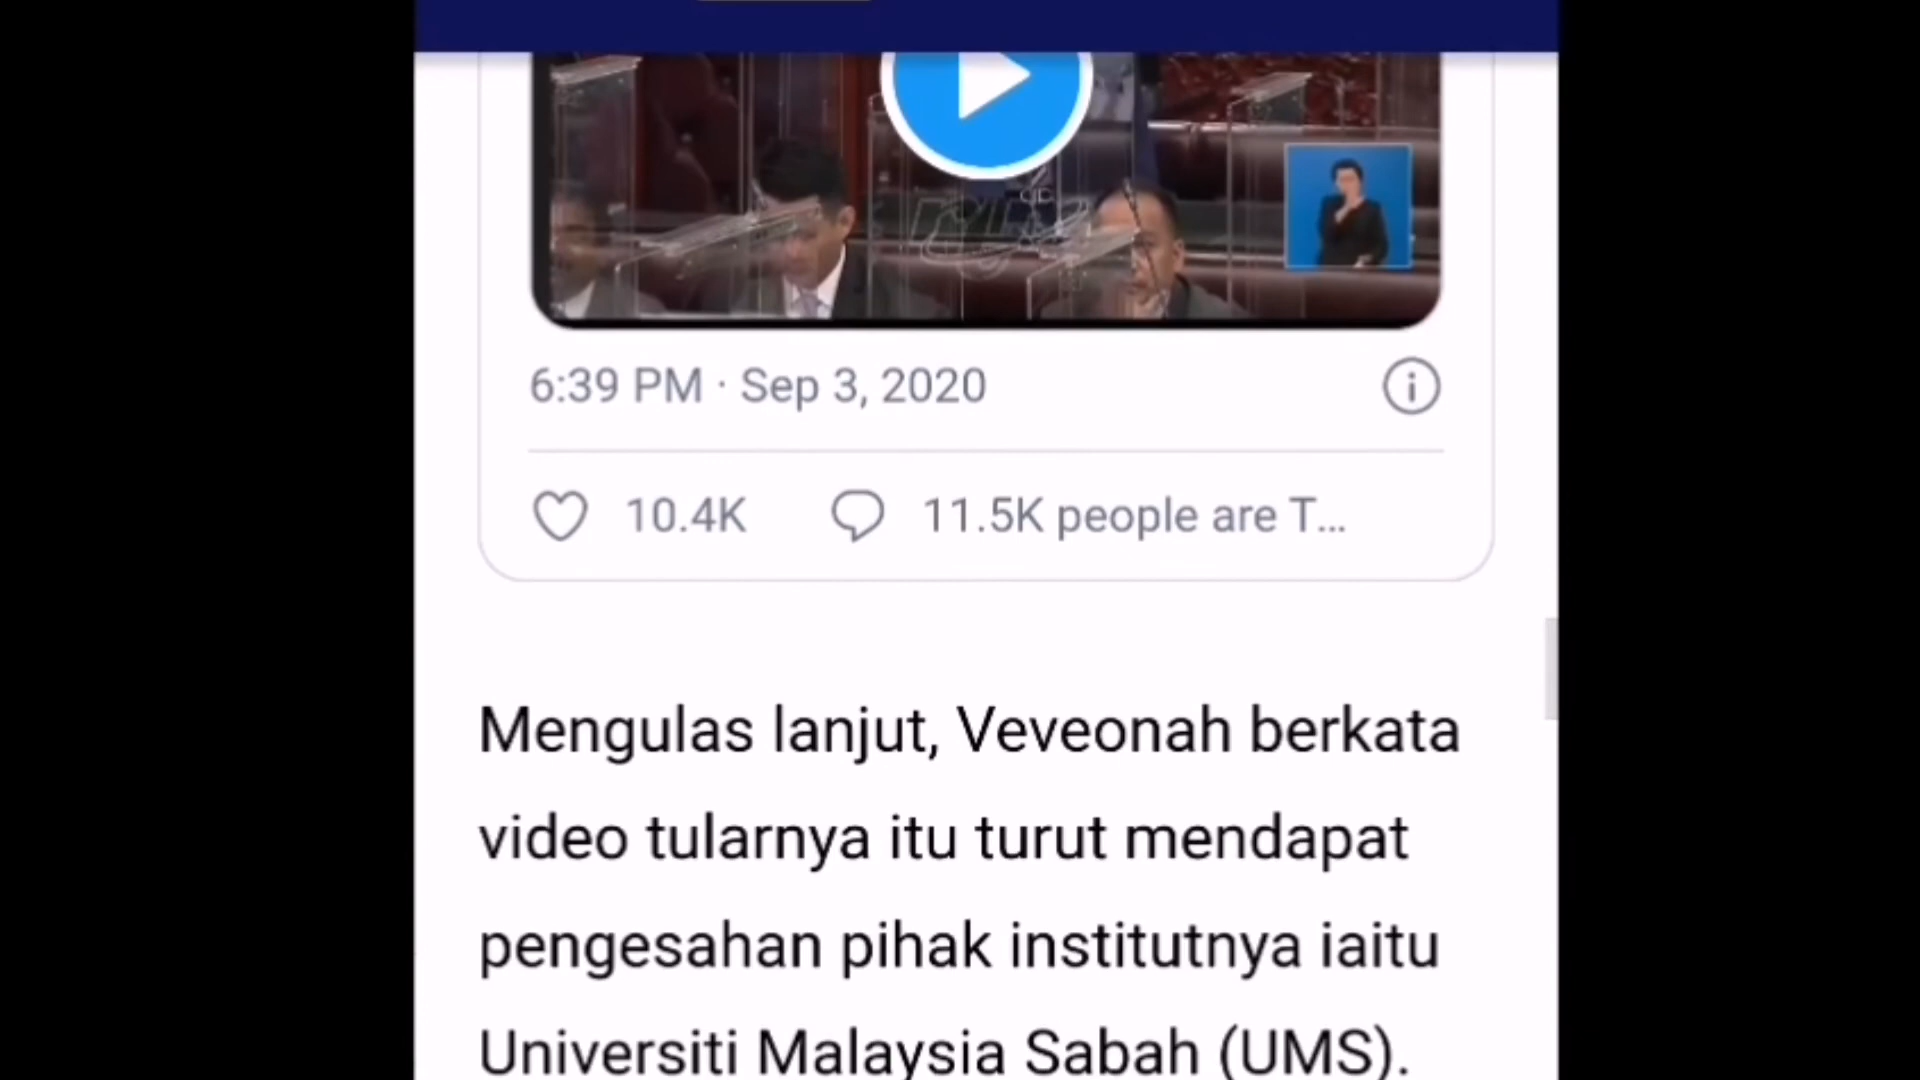 6:39 PM · Sep 3, 2020
10.4K 11.5K people are T...
Mengulas lanjut, Veveonah berkata
video tularnya itu turut mendapat
pengesahan pihak institutnya iaitu
Universiti Malaysia Sabah (UMS).